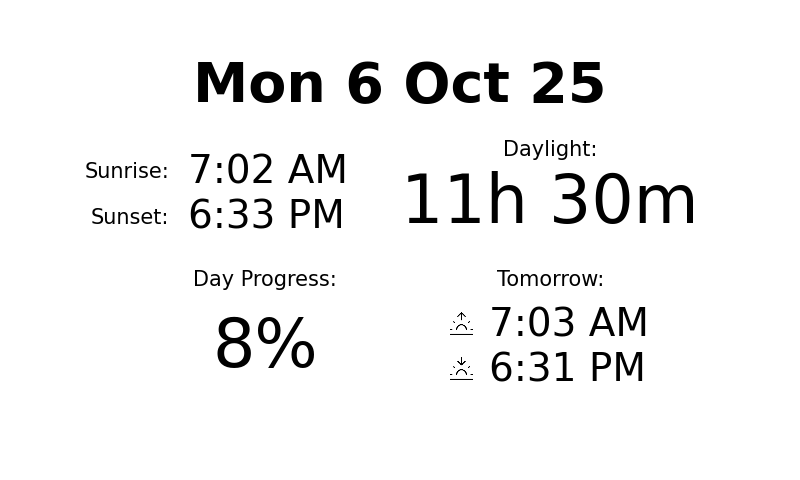 Mon 6 Oct 25
Sunrise: 7:02 AM
Sunset: 6:33 PM
Daylight:
11h 30m
Day Progress:
8%
Tomorrow:
7:03 AM
6:31 PM